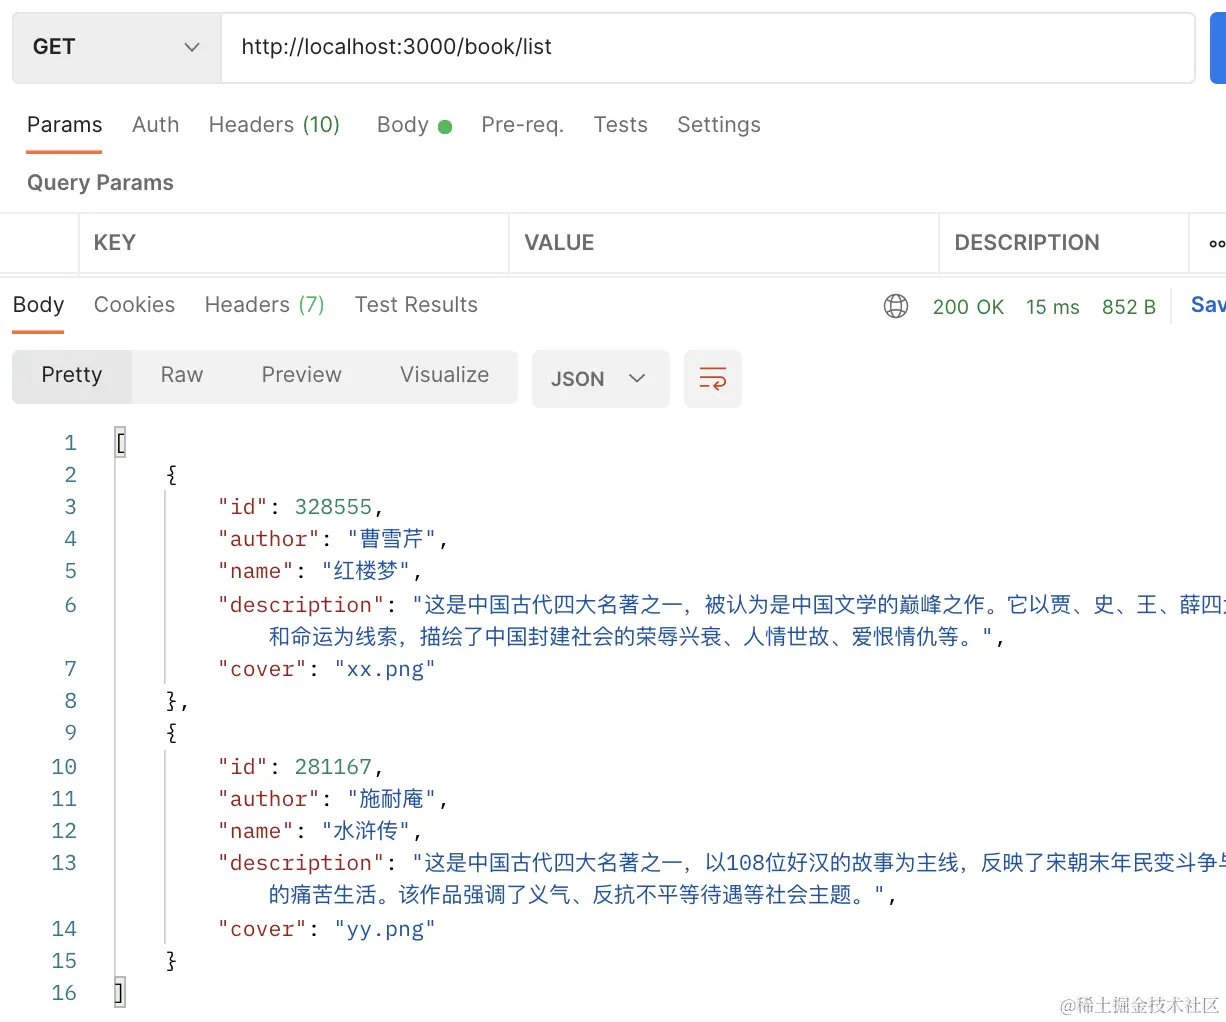 GET http://localhost:3000/book/list
Params Auth Headers (10) Body Pre-req. Tests Settings
Query Params
KEY VALUE DESCRIPTION
Body Cookies Headers (7) Test Results 200 OK 15 ms 852 B Sav
Pretty Raw Preview Visualize JSON
1 [
2 {
3 "id": 328555,
4 "author": "曹雪芹",
5 "name": "红楼梦",
6 "description": "这是中国古代四大名著之一，被认为是中国文学的巅峰之作。它以贾、史、王、薛四
和命运为线索，描绘了中国封建社会的荣辱兴衰、人情世故、爱恨情仇等。",
7 "cover": "xx.png"
8 },
9 {
10 "id": 281167,
11 "author": "施耐庵",
12 "name": "水浒传",
13 "description": "这是中国古代四大名著之一，以108位好汉的故事为主线，反映了宋朝末年民变斗争与
的痛苦生活。该作品强调了义气、反抗不平等待遇等社会主题。",
14 "cover": "yy.png"
15 }
16 ]
@稀土掘金技术社区